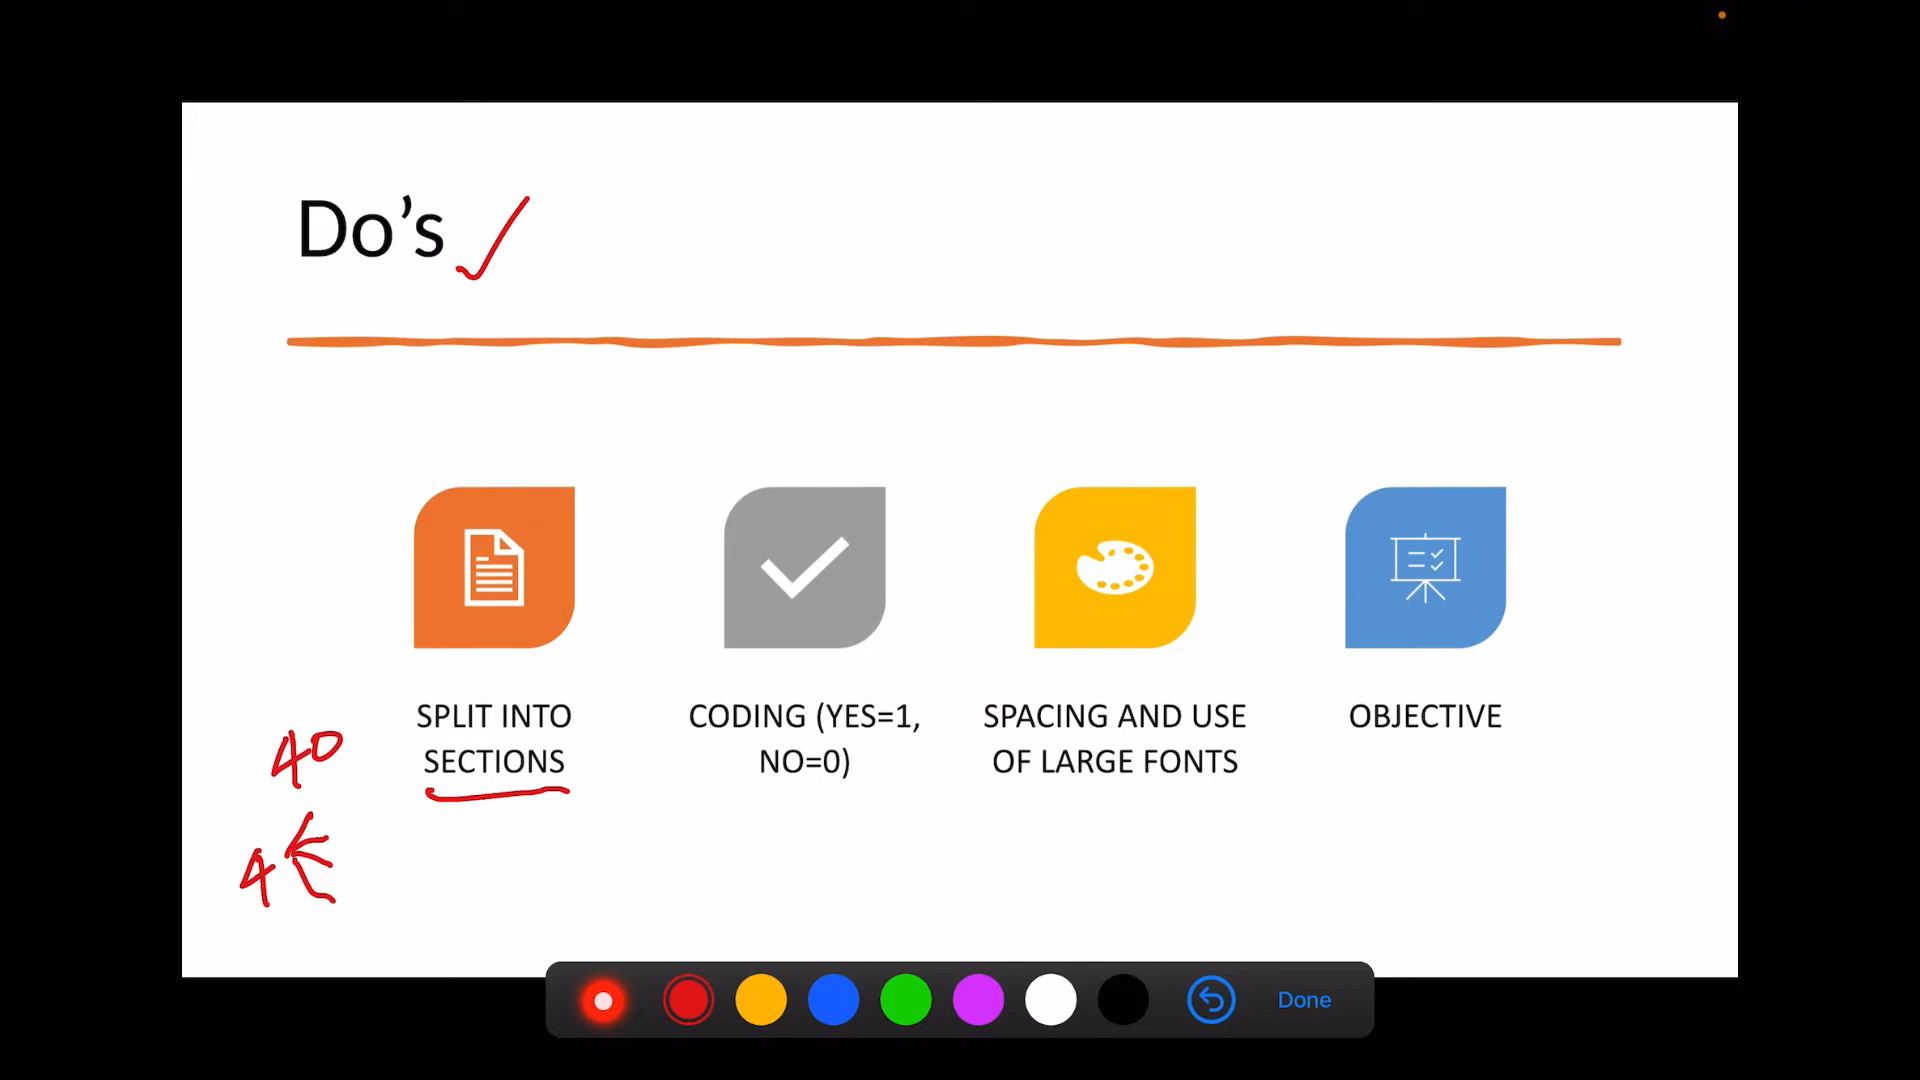 Do’s
SPLIT INTO
SECTIONS
CODING (YES=1,
NO=0)
SPACING AND USE
OF LARGE FONTS
OBJECTIVE
40
4
Done